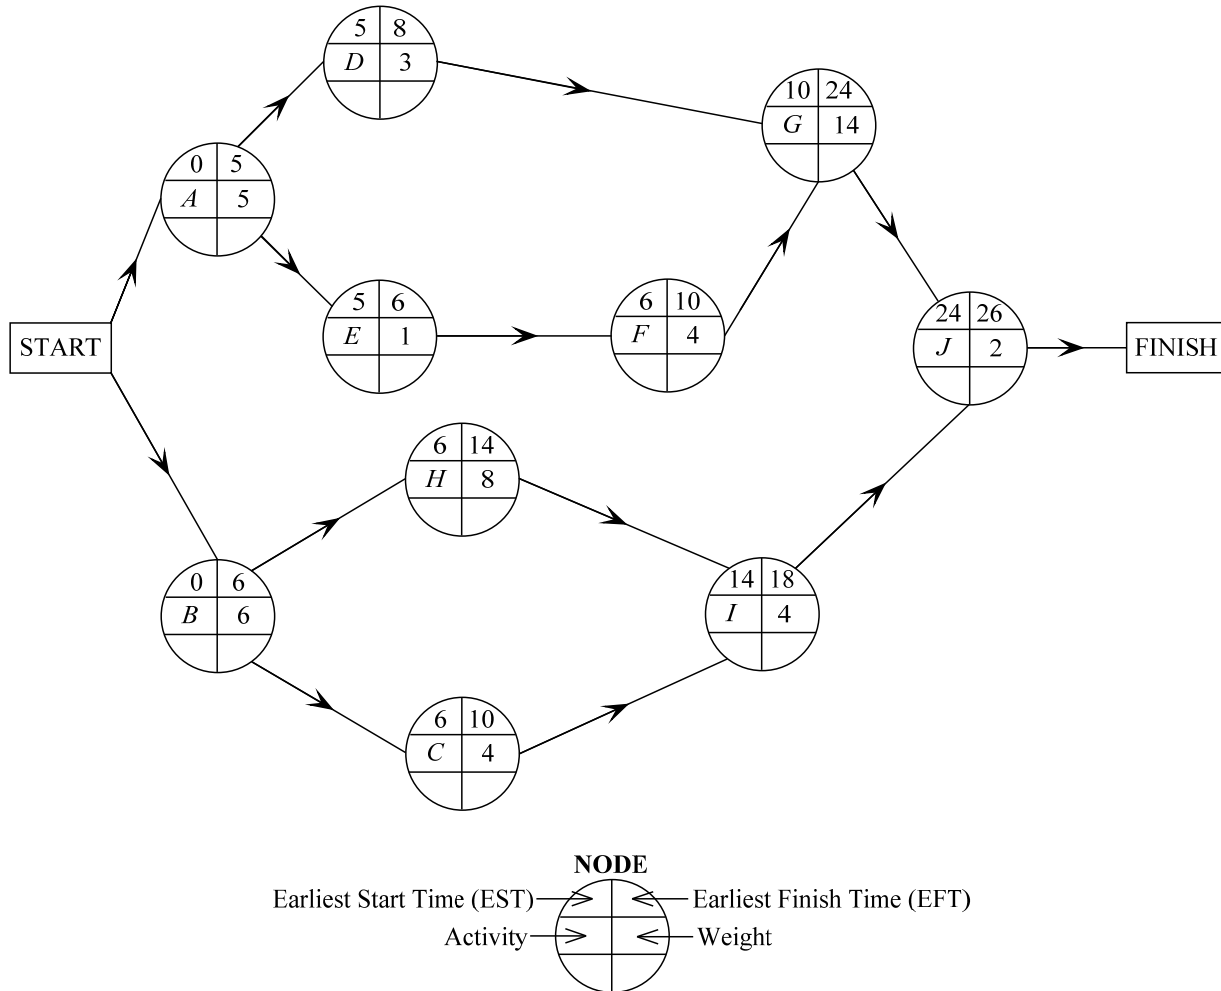 5 8
D 3
10 24
G 14
0 5
A 5
5 6
E 1
6 10
F 4
START
24 26
J 2
FINISH
6 14
H 8
0 6
B 6
14 18
I 4
6 10
C 4
NODE
Earliest Start Time (EST) Earliest Finish Time (EFT)
Activity Weight